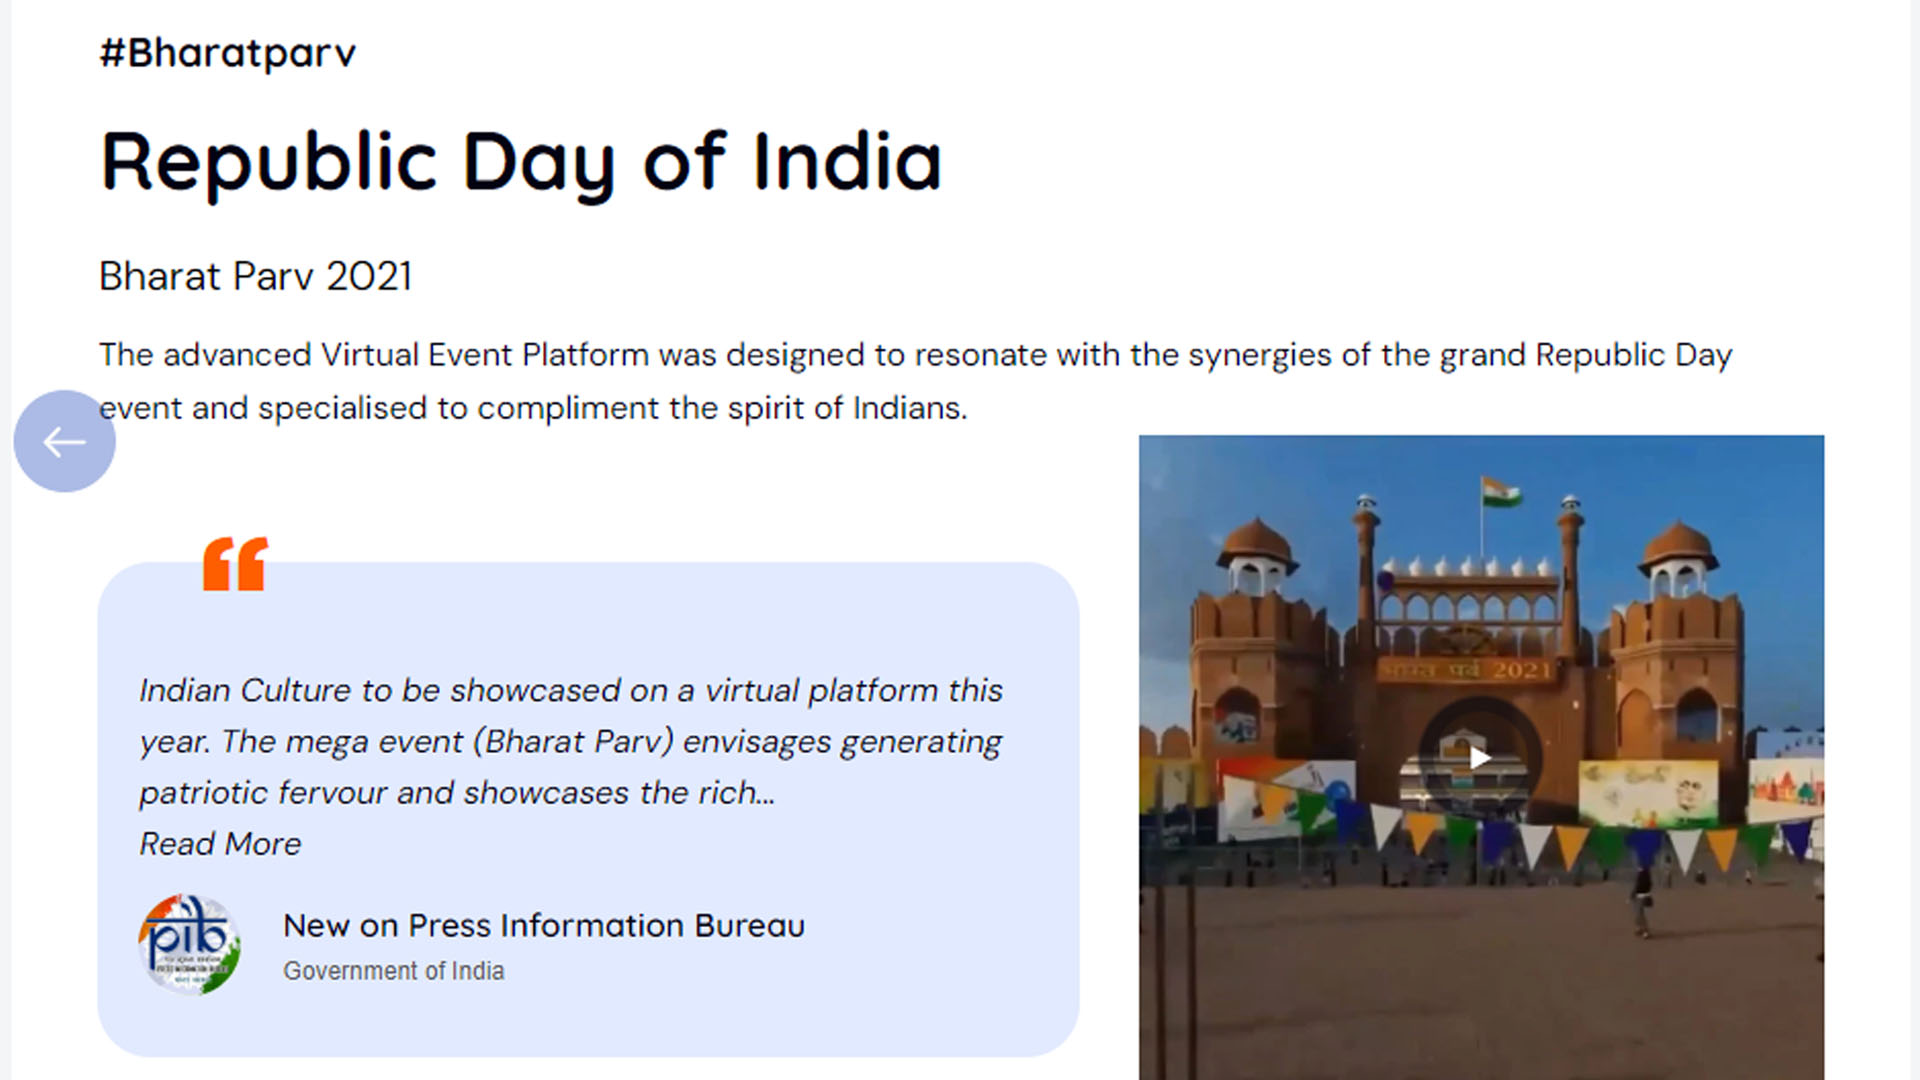 #Bharatparv
Republic Day of India
Bharat Parv 2021
The advanced Virtual Event Platform was designed to resonate with the synergies of the grand Republic Day
event and specialised to compliment the spirit of Indians.
“
Indian Culture to be showcased on a virtual platform this
year. The mega event (Bharat Parv) envisages generating
patriotic fervour and showcases the rich...
Read More
pib
New on Press Information Bureau
Government of India
भारत पर्व 2021